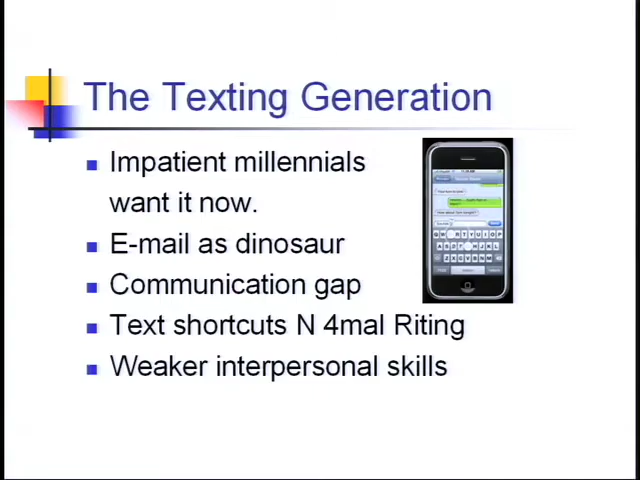 The Texting Generation
Impatient millennials
want it now.
E-mail as dinosaur
Communication gap
Text shortcuts N 4mal Riting
Weaker interpersonal skills